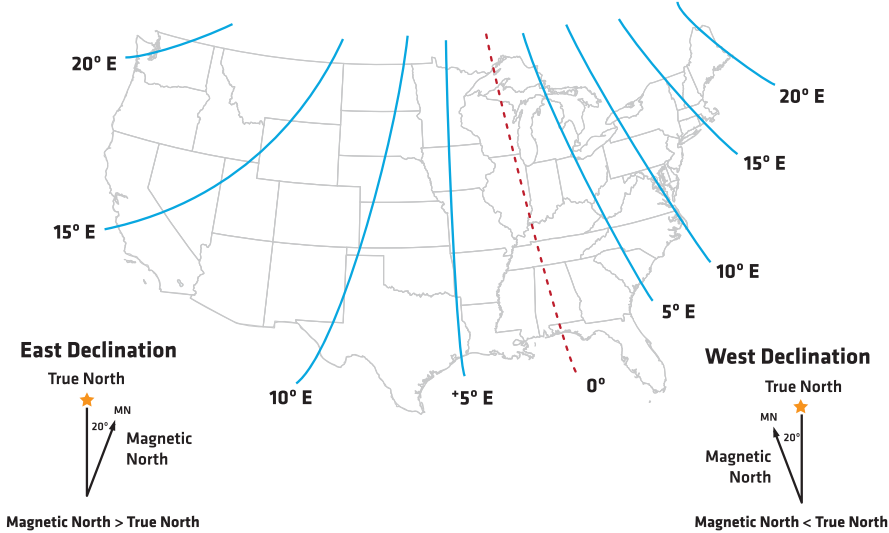 20° E
20° E
15° E
15° E
10° E
5° E
10° E
+5° E
0°
East Declination
True North
MN
20°
Magnetic
North
Magnetic North > True North
West Declination
True North
MN
20°
Magnetic
North
Magnetic North < True North